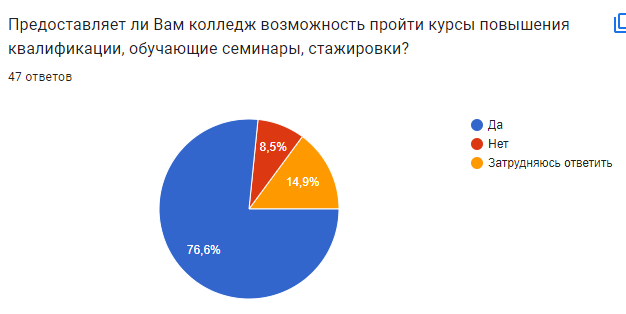 Предоставляет ли Вам колледж возможность пройти курсы повышения
квалификации, обучающие семинары, стажировки?
47 ответов
Да
Нет
Затрудняюсь ответить
8,5%
14,9%
76,6%